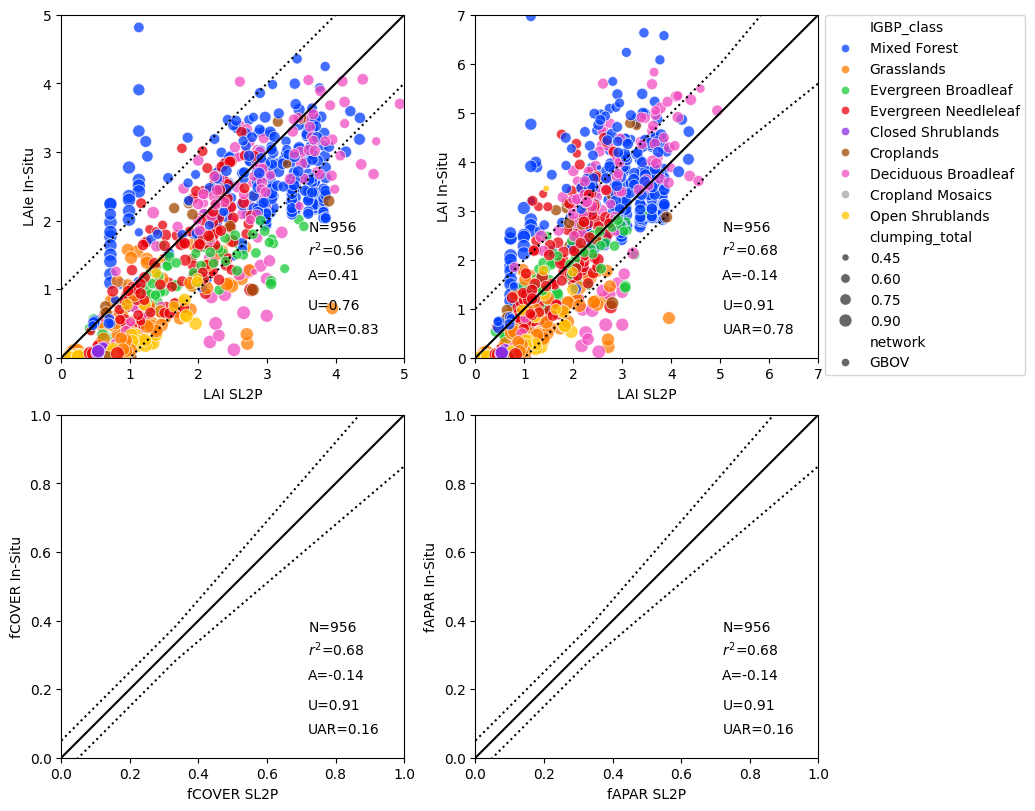 5
4
3
2
1
0
LAIe In-Situ
N=956
r²=0.56
A=0.41
U=0.76
UAR=0.83
0 1 2 3 4 5
LAI SL2P
7
6
5
4
3
2
1
0
LAI In-Situ
N=956
r²=0.68
A=-0.14
U=0.91
UAR=0.78
0 1 2 3 4 5 6 7
LAI SL2P
IGBP_class
Mixed Forest
Grasslands
Evergreen Broadleaf
Evergreen Needleleaf
Closed Shrublands
Croplands
Deciduous Broadleaf
Cropland Mosaics
Open Shrublands
clumping_total
0.45
0.60
0.75
0.90
network
GBOV
1.0
0.8
0.6
0.4
0.2
0.0
fCOVER In-Situ
N=956
r²=0.68
A=-0.14
U=0.91
UAR=0.16
0.0 0.2 0.4 0.6 0.8 1.0
fCOVER SL2P
1.0
0.8
0.6
0.4
0.2
0.0
fAPAR In-Situ
N=956
r²=0.68
A=-0.14
U=0.91
UAR=0.16
0.0 0.2 0.4 0.6 0.8 1.0
fAPAR SL2P